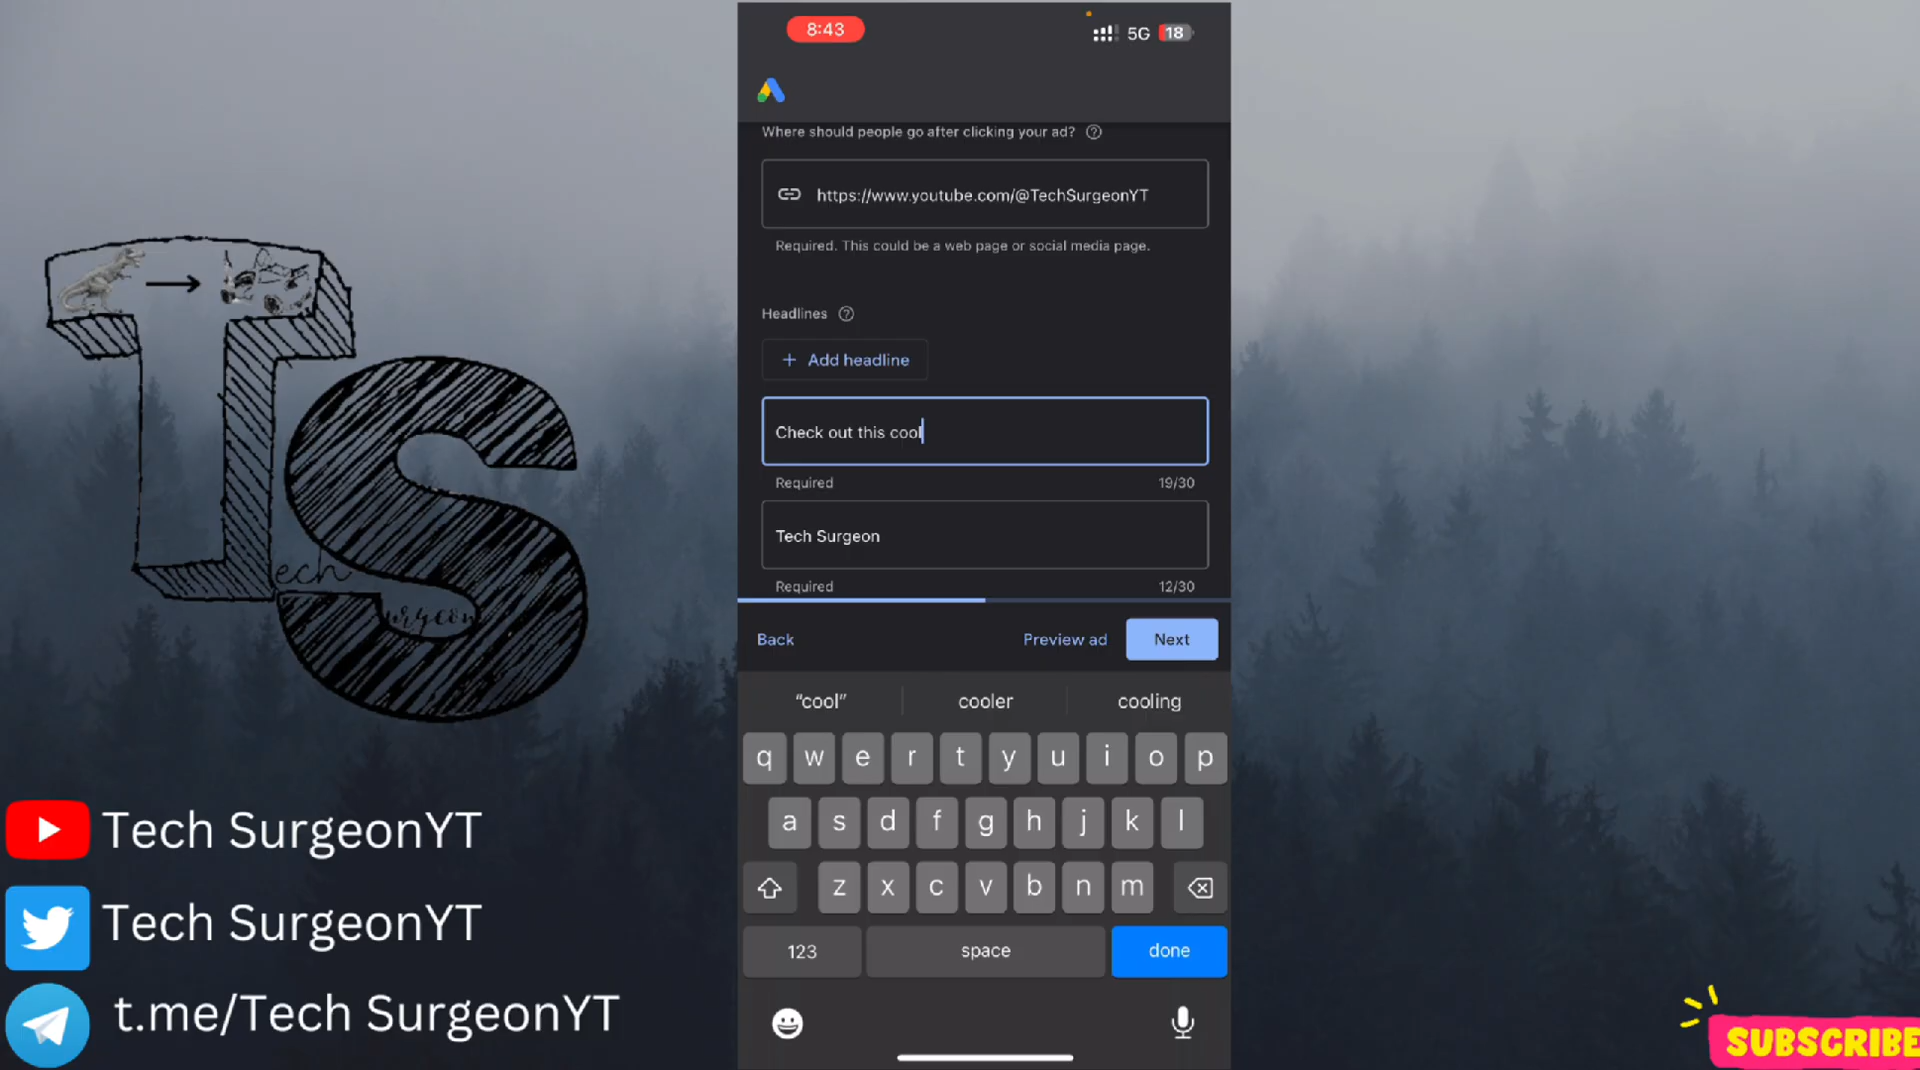 8:43
5G 18
Where should people go after clicking your ad?
https://www.youtube.com/@TechSurgeonYT
Required. This could be a web page or social media page.
Headlines
+ Add headline
Check out this cool
Required 19/30
Tech Surgeon
Required 12/30
Back Preview ad Next
“cool” cooler cooling
q w e r t y u i o p
a s d f g h j k l
z x c v b n m
123 space done
TS
ech
urgeon
Tech SurgeonYT
Tech SurgeonYT
t.me/Tech SurgeonYT
SUBSCRIBE